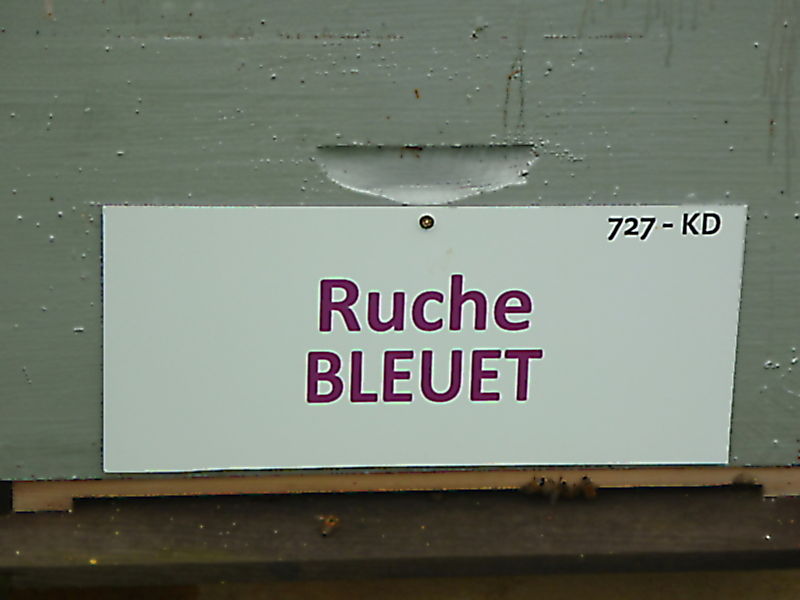 727 - KD
Ruche
BLEUET